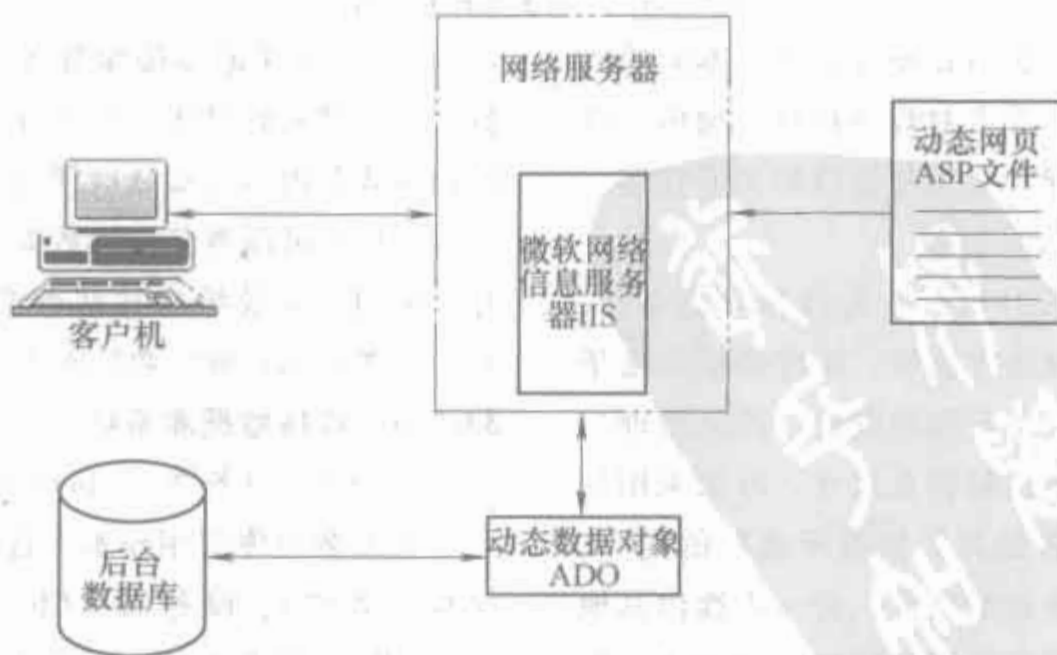 网络服务器
动态网页
ASP文件
微软网络
信息服务
器IIS
客户机
动态数据对象
ADO
后台
数据库